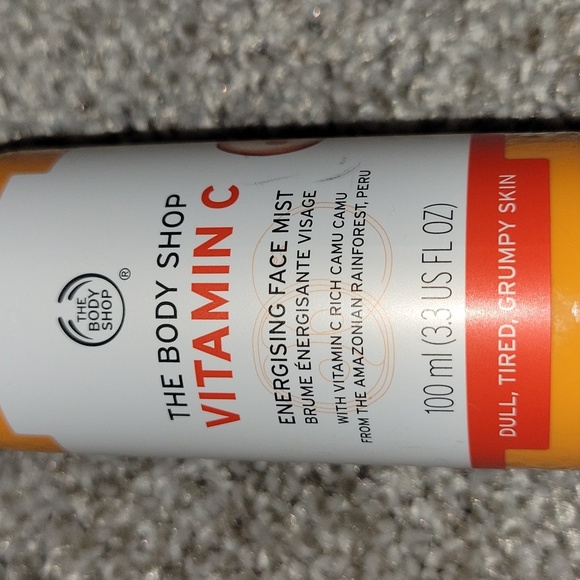 THE
BODY
SHOP
®
THE BODY SHOP
VITAMIN C
ENERGISING FACE MIST
BRUME ÉNERGISANTE VISAGE
WITH VITAMIN C RICH CAMU CAMU
FROM THE AMAZONIAN RAINFOREST, PERU
100 ml (3.3 US FL OZ)
DULL, TIRED, GRUMPY SKIN